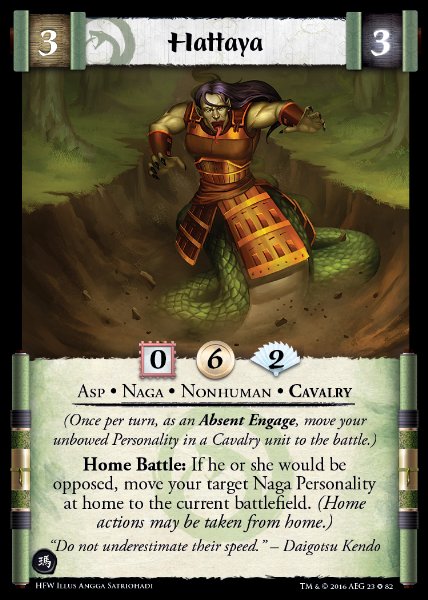 3 Hattaya 3
0 6 2
Asp • Naga • Nonhuman • Cavalry
(Once per turn, as an Absent Engage, move your
unbowed Personality in a Cavalry unit to the battle.)
Home Battle: If he or she would be
opposed, move your target Naga Personality
at home to the current battlefield. (Home
actions may be taken from home.)
“Do not underestimate their speed.” – Daigotsu Kendo
HFW Illus Angga Satriohadi
TM & © 2016 AEG 23 ✪ 82